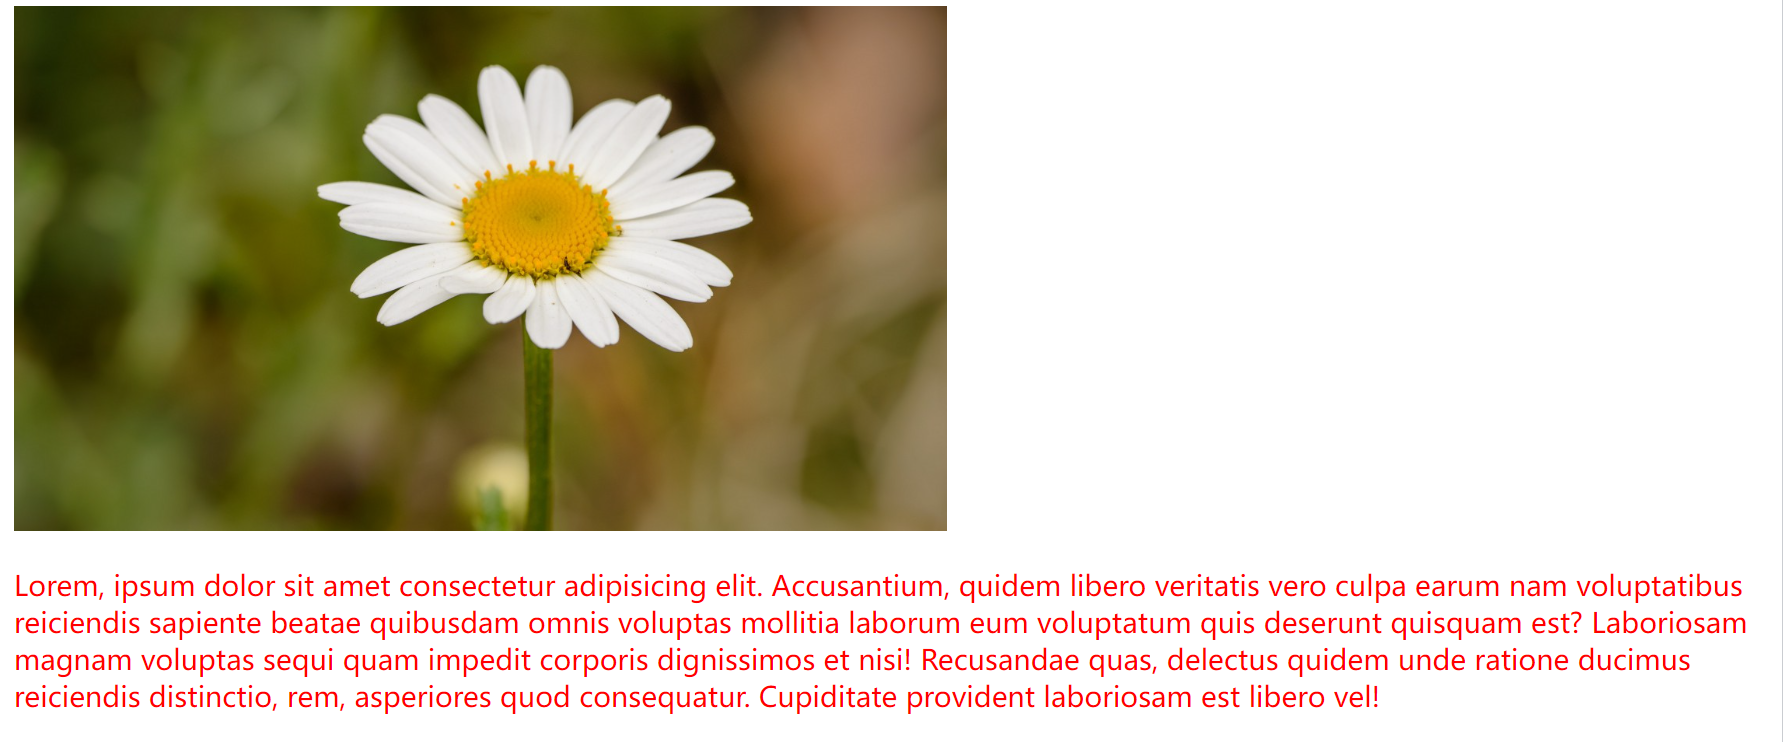 Lorem, ipsum dolor sit amet consectetur adipisicing elit. Accusantium, quidem libero veritatis vero culpa earum nam voluptatibus
reiciendis sapiente beatae quibusdam omnis voluptas mollitia laborum eum voluptatum quis deserunt quisquam est? Laboriosam
magnam voluptas sequi quam impedit corporis dignissimos et nisi! Recusandae quas, delectus quidem unde ratione ducimus
reiciendis distinctio, rem, asperiores quod consequatur. Cupiditate provident laboriosam est libero vel!